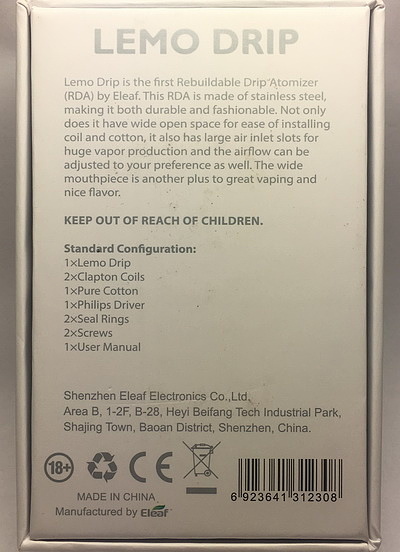 LEMO DRIP
Lemo Drip is the first Rebuildable Drip Atomizer
(RDA) by Eleaf. This RDA is made of stainless steel,
making it both durable and fashionable. Not only
does it have wide open space for ease of installing
coil and cotton, it also has large air inlet slots for
huge vapor production and the airflow can be
adjusted to your preference as well. The wide
mouthpiece is another plus to great vaping and
nice flavor.
KEEP OUT OF REACH OF CHILDREN.
Standard Configuration:
1×Lemo Drip
2×Clapton Coils
1×Pure Cotton
1×Philips Driver
2×Seal Rings
2×Screws
1×User Manual
Shenzhen Eleaf Electronics Co.,Ltd.
Area B, 1-2F, B-28, Heyi Beifang Tech Industrial Park,
Shajing Town, Baoan District, Shenzhen, China.
18+ CE
MADE IN CHINA
Manufactured by Eleaf
6 923641 312308